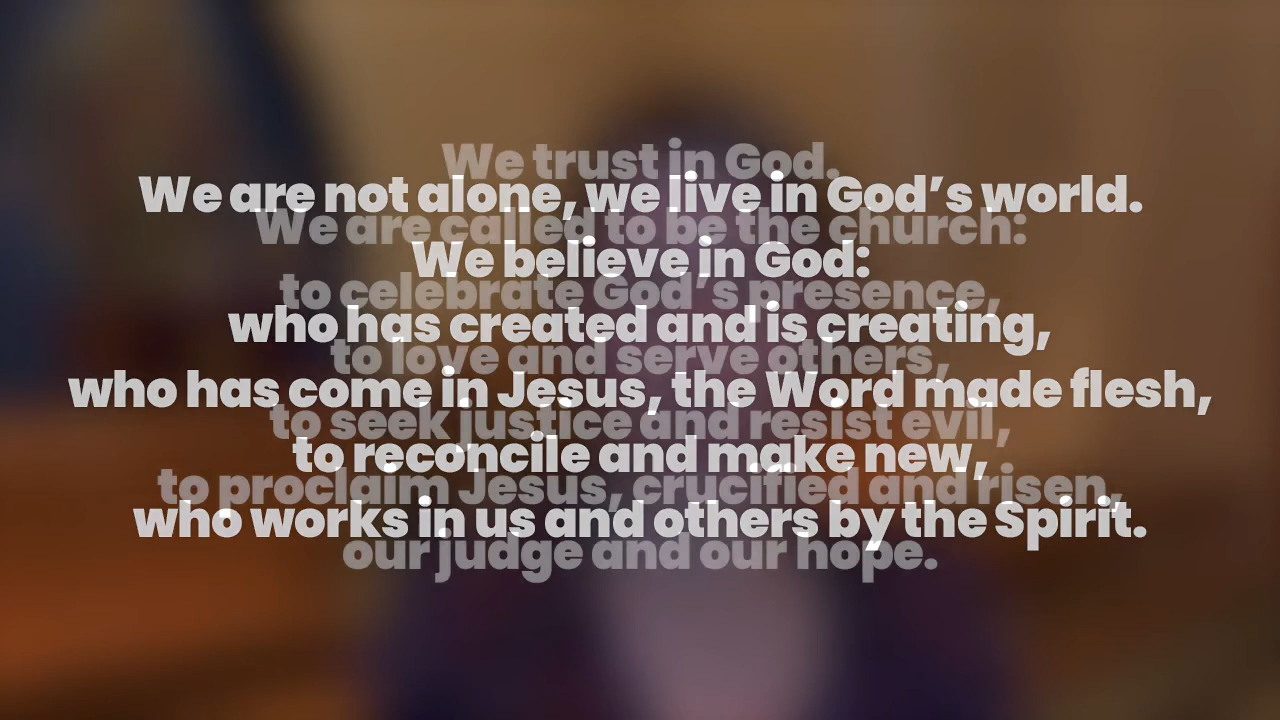 We trust in God.
We are not alone, we live in God’s world.
We are called to be the church:
We believe in God:
to celebrate God’s presence,
who has created and is creating,
to love and serve others,
who has come in Jesus, the Word made flesh,
to seek justice and resist evil,
to reconcile and make new,
to proclaim Jesus, crucified and risen,
who works in us and others by the Spirit.
our judge and our hope.